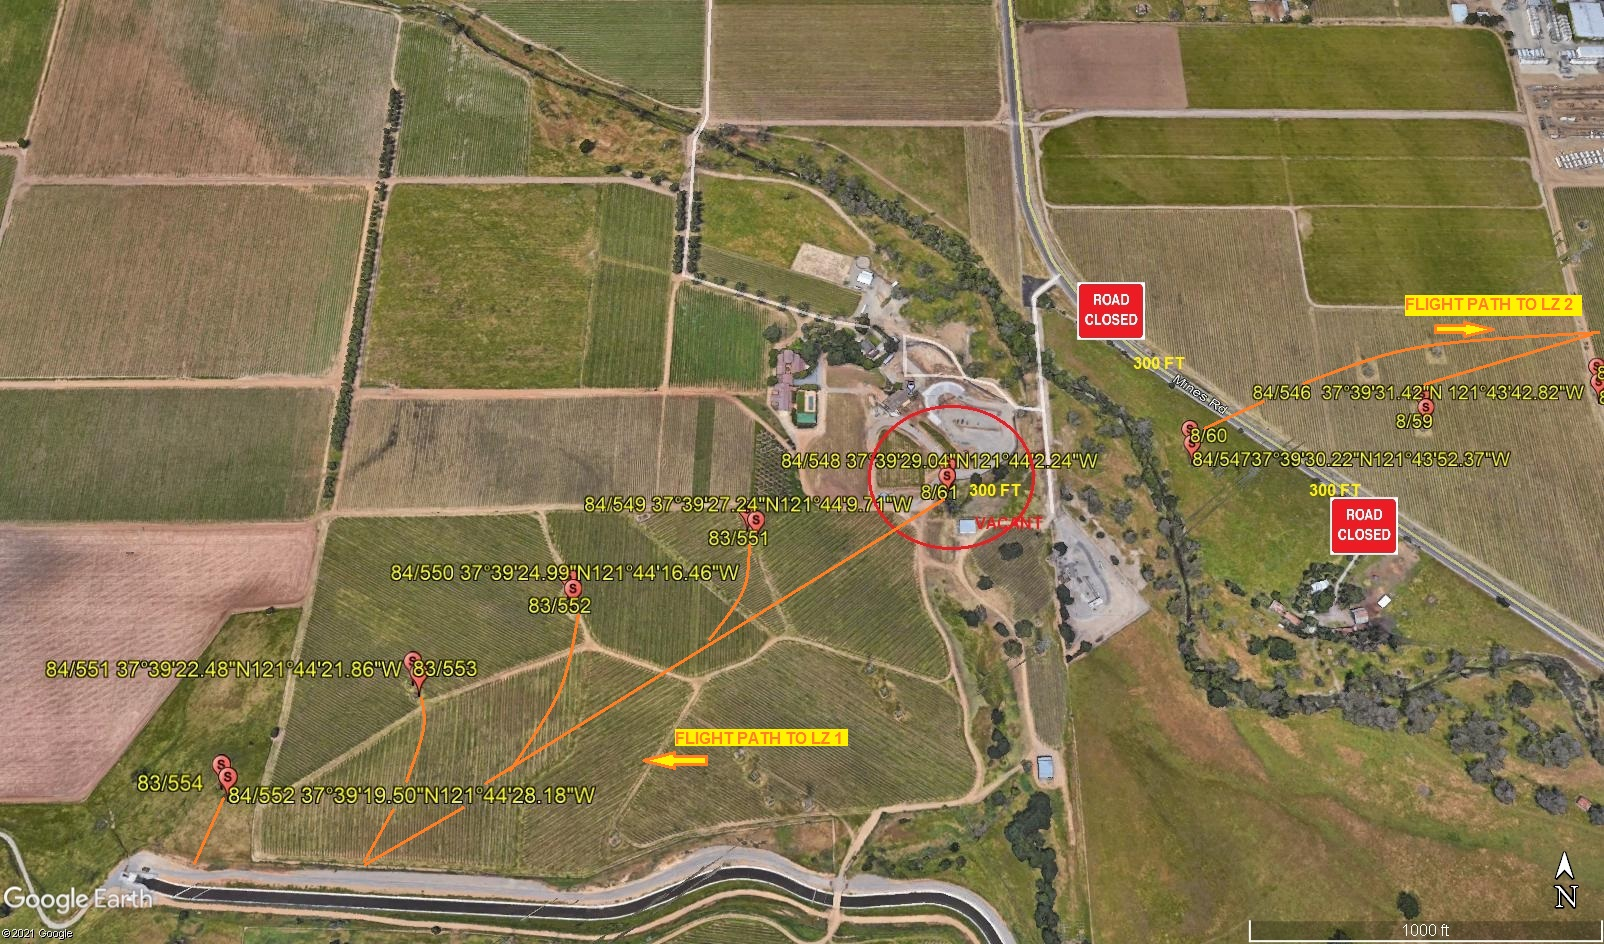 ROAD
CLOSED
FLIGHT PATH TO LZ 2
300 FT
Mines Rd
84/546 37°39'31.42"N 121°43'42.82"W
8/59
8/60
84/54737°39'30.22"N121°43'52.37"W
84/548 37°39'29.04"N121°44'2.24"W
8/61
300 FT
300 FT
ROAD
CLOSED
84/549 37°39'27.24"N121°44'9.71"W
83/551
VACANT
84/550 37°39'24.99"N121°44'16.46"W
83/552
84/551 37°39'22.48"N121°44'21.86"W
83/553
FLIGHT PATH TO LZ 1
83/554
84/552 37°39'19.50"N121°44'28.18"W
S
S
S
S
S
S
S
S
S
S
Google Earth
©2021 Google
N
1000 ft